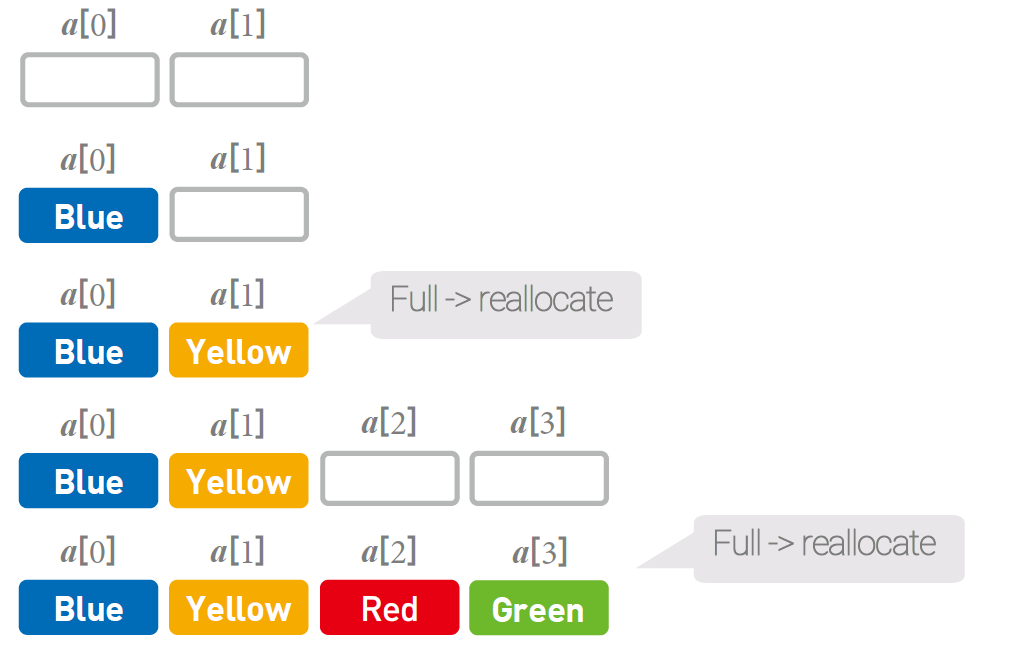 a[0] a[1]
a[0] a[1]
Blue
a[0] a[1]
Full -> reallocate
Blue Yellow
a[0] a[1] a[2] a[3]
Blue Yellow
a[0] a[1] a[2] a[3]
Full -> reallocate
Blue Yellow Red Green